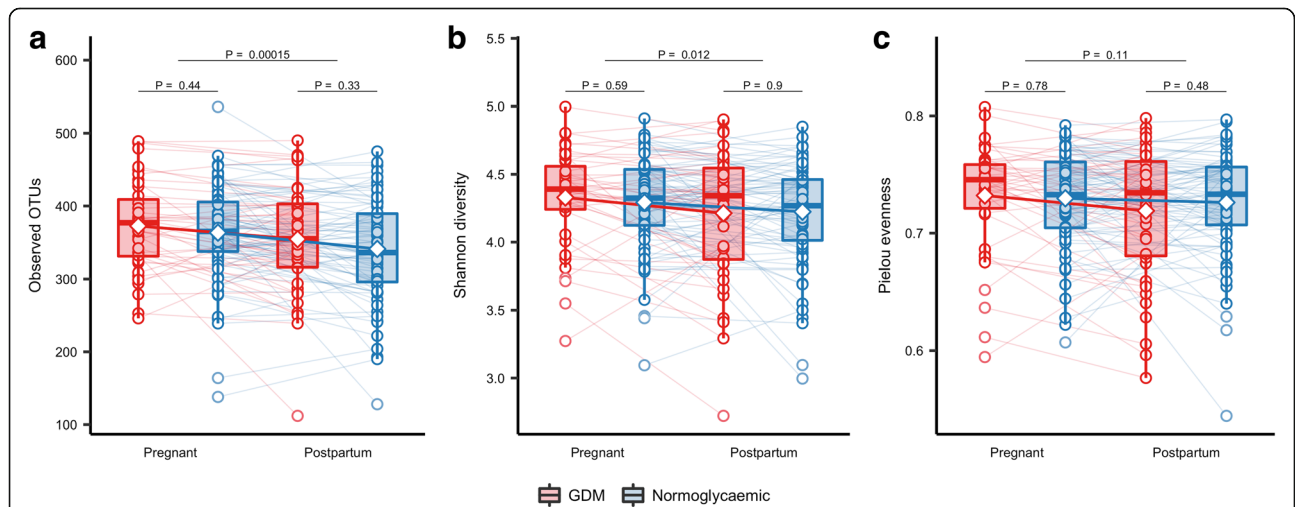 a
600
500
400
300
200
100
Observed OTUs
P = 0.00015
P = 0.44
P = 0.33
Pregnant
Postpartum
b
5.5
5.0
4.5
4.0
3.5
3.0
Shannon diversity
P = 0.012
P = 0.59
P = 0.9
Pregnant
Postpartum
c
0.8
0.7
0.6
Pielou evenness
P = 0.11
P = 0.78
P = 0.48
Pregnant
Postpartum
GDM
Normoglycaemic